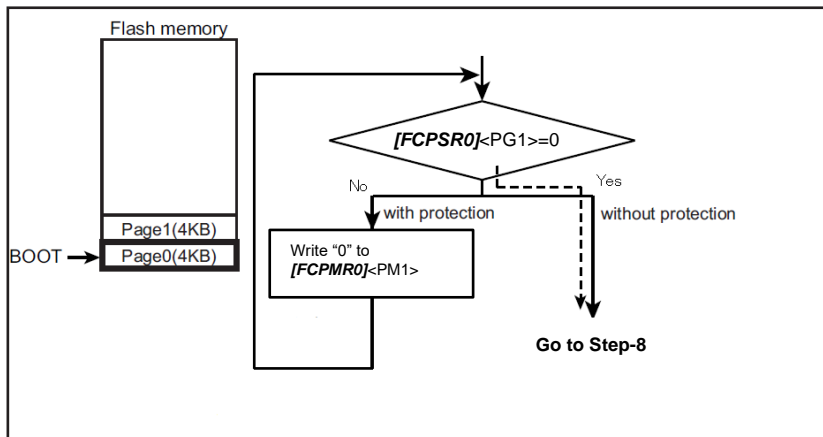 Flash memory
[FCPSR0]<PG1>=0
No
Yes
with protection
without protection
Page1(4KB)
BOOT
Page0(4KB)
Write “0” to
[FCPMR0]<PM1>
Go to Step-8